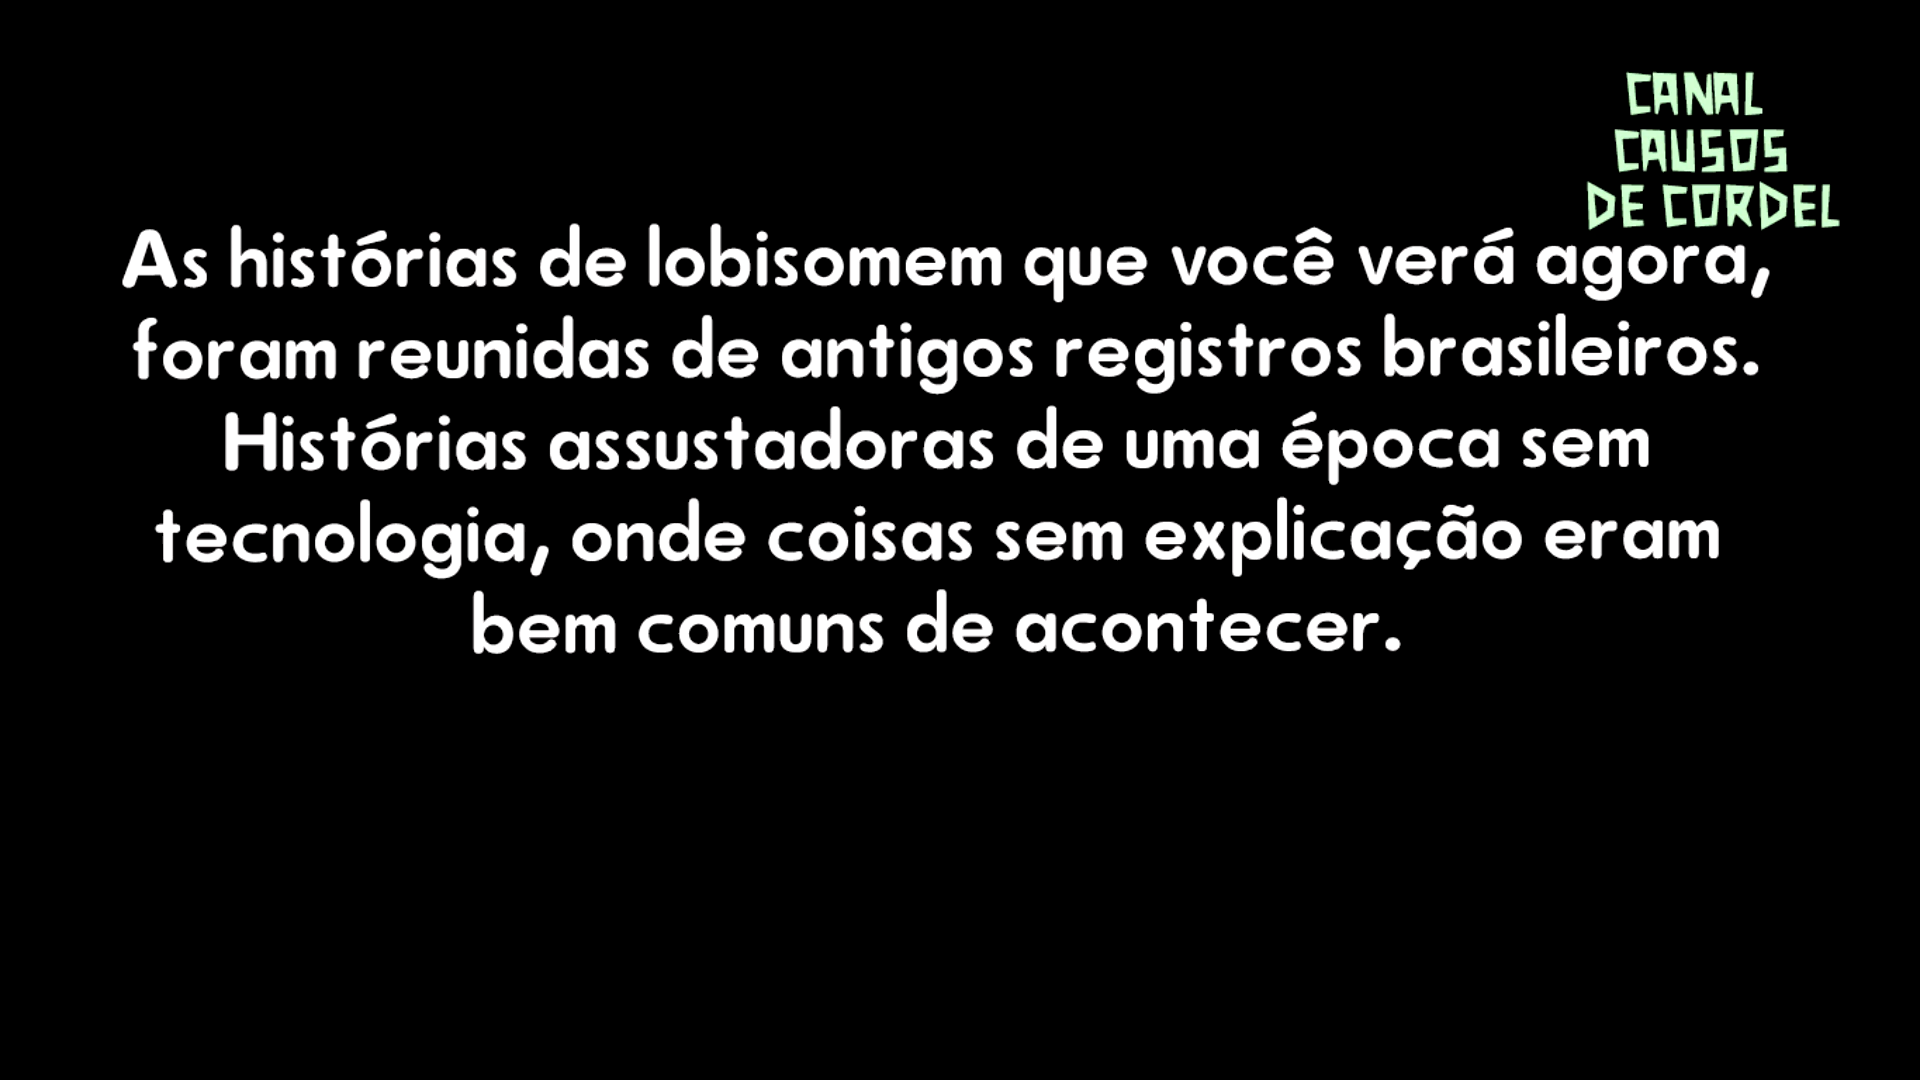 CANAL
CAUSOS
DE CORDEL
As histórias de lobisomem que você verá agora,
foram reunidas de antigos registros brasileiros.
Histórias assustadoras de uma época sem
tecnologia, onde coisas sem explicação eram
bem comuns de acontecer.